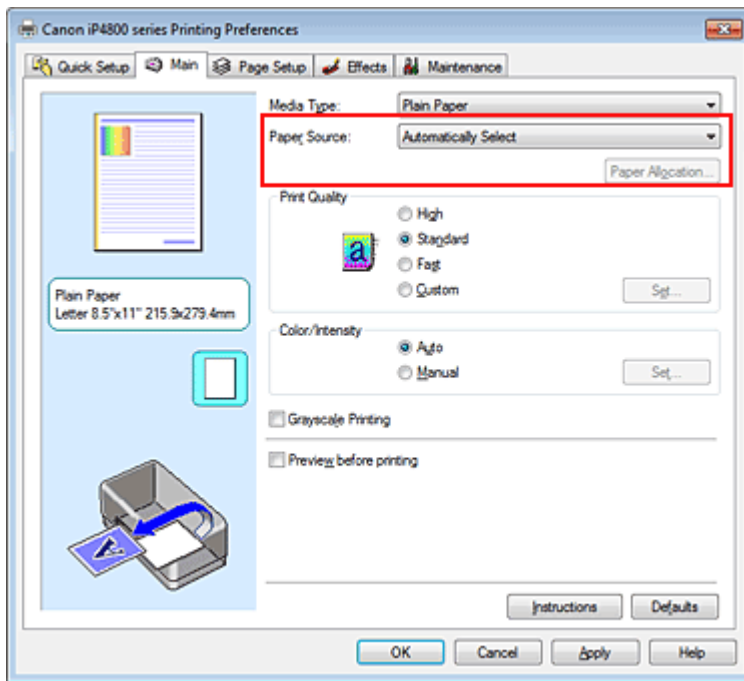 Canon iP4800 series Printing Preferences
Quick Setup Main Page Setup Effects Maintenance
Media Type: Plain Paper
Paper Source: Automatically Select
Paper Allocation...
Print Quality
High
a Standard
Fast
Custom Set...
Plain Paper
Letter 8.5"x11" 215.9x279.4mm
Color/Intensity
Auto
Manual Set...
Grayscale Printing
Preview before printing
Instructions Defaults
OK Cancel Apply Help